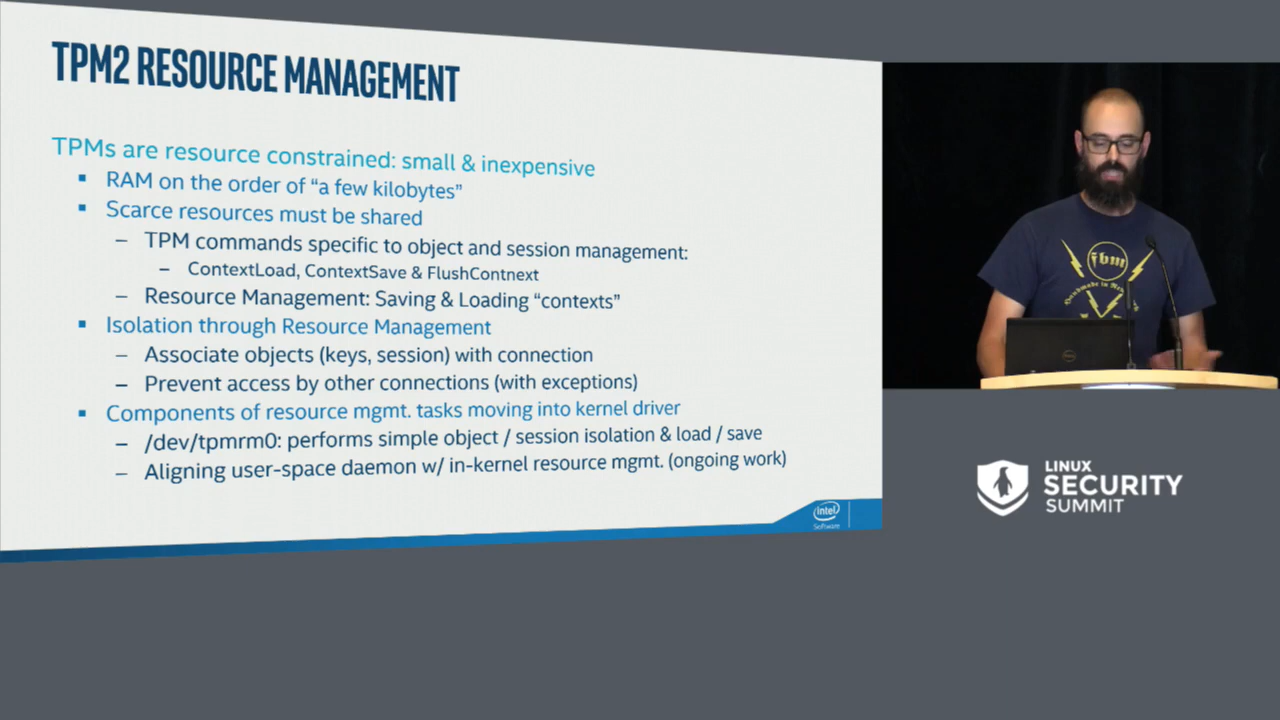 TPM2 RESOURCE MANAGEMENT
TPMs are resource constrained: small & inexpensive
▪ RAM on the order of “a few kilobytes”
▪ Scarce resources must be shared
– TPM commands specific to object and session management:
– ContextLoad, ContextSave & FlushContnext
– Resource Management: Saving & Loading “contexts”
▪ Isolation through Resource Management
– Associate objects (keys, session) with connection
– Prevent access by other connections (with exceptions)
▪ Components of resource mgmt. tasks moving into kernel driver
– /dev/tpmrm0: performs simple object / session isolation & load / save
– Aligning user-space daemon w/ in-kernel resource mgmt. (ongoing work)
intel
Software
fbm
Handmade in
DELL
LINUX
SECURITY
SUMMIT